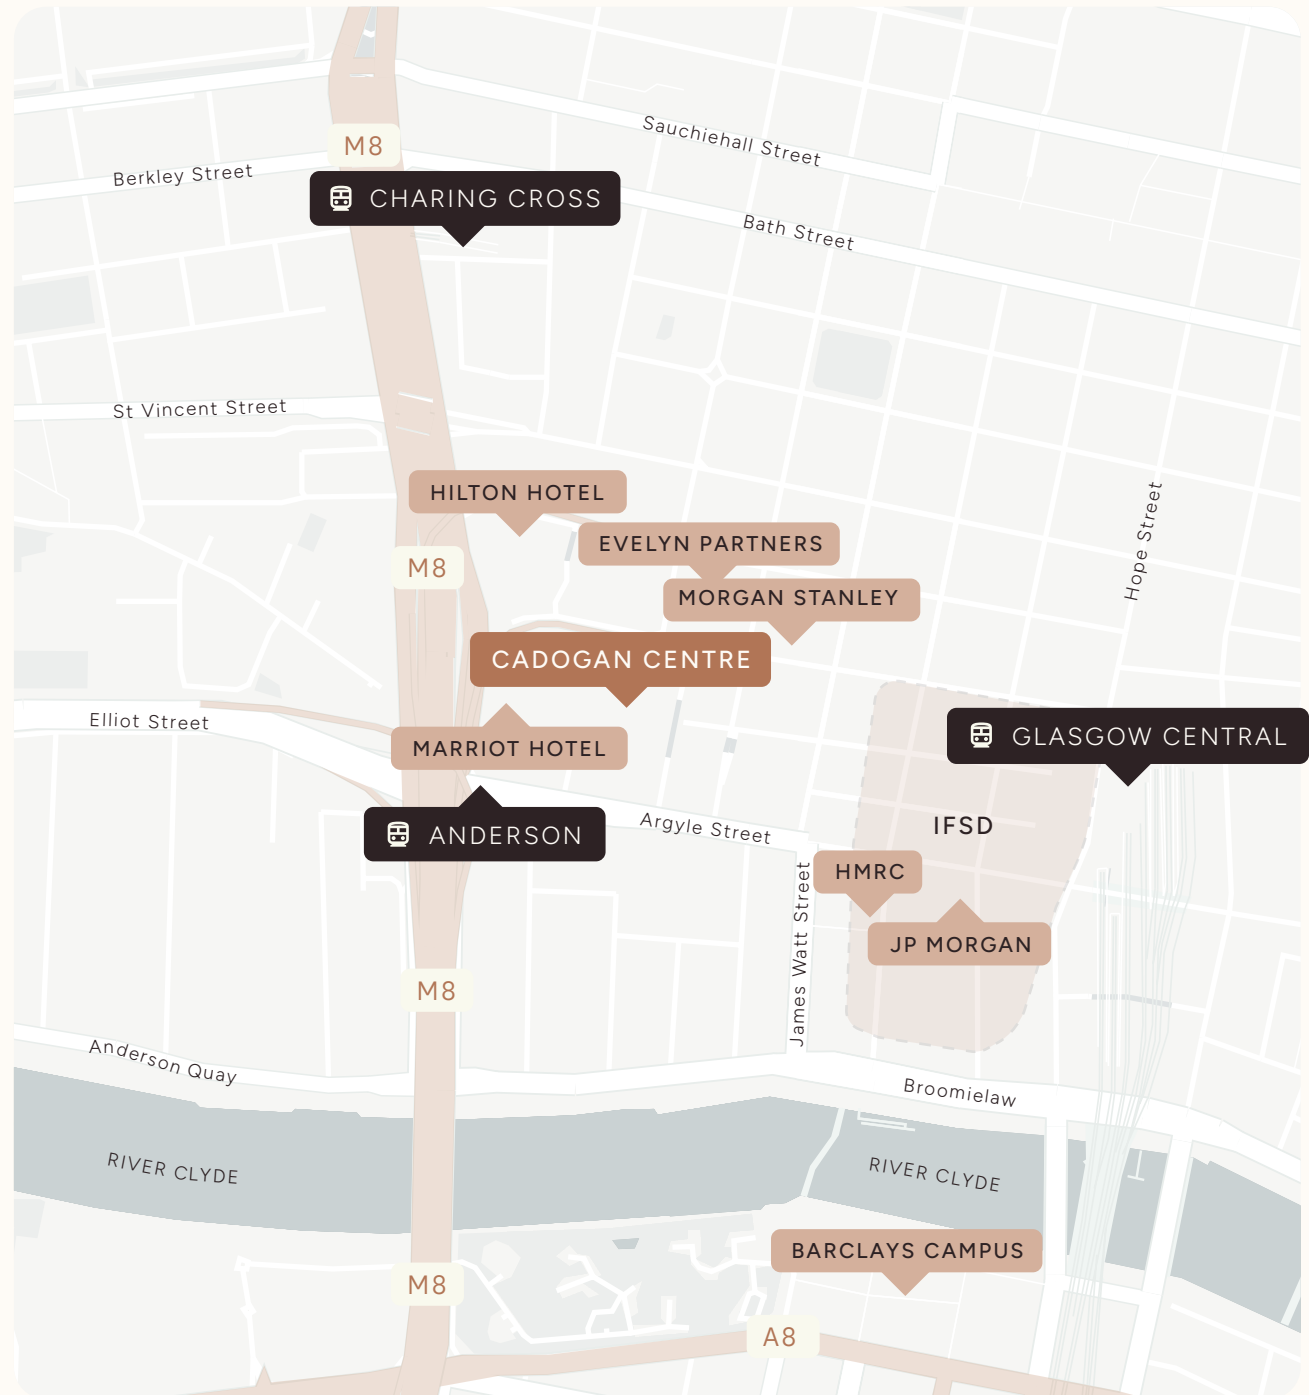 Sauchiehall Street
M8
Berkley Street
CHARING CROSS
Bath Street
St Vincent Street
HILTON HOTEL
Hope Street
EVELYN PARTNERS
M8
MORGAN STANLEY
CADOGAN CENTRE
Elliot Street
MARRIOT HOTEL
GLASGOW CENTRAL
ANDERSON
Argyle Street
IFSD
HMRC
James Watt Street
JP MORGAN
M8
Anderson Quay
Broomielaw
RIVER CLYDE
RIVER CLYDE
BARCLAYS CAMPUS
M8
A8